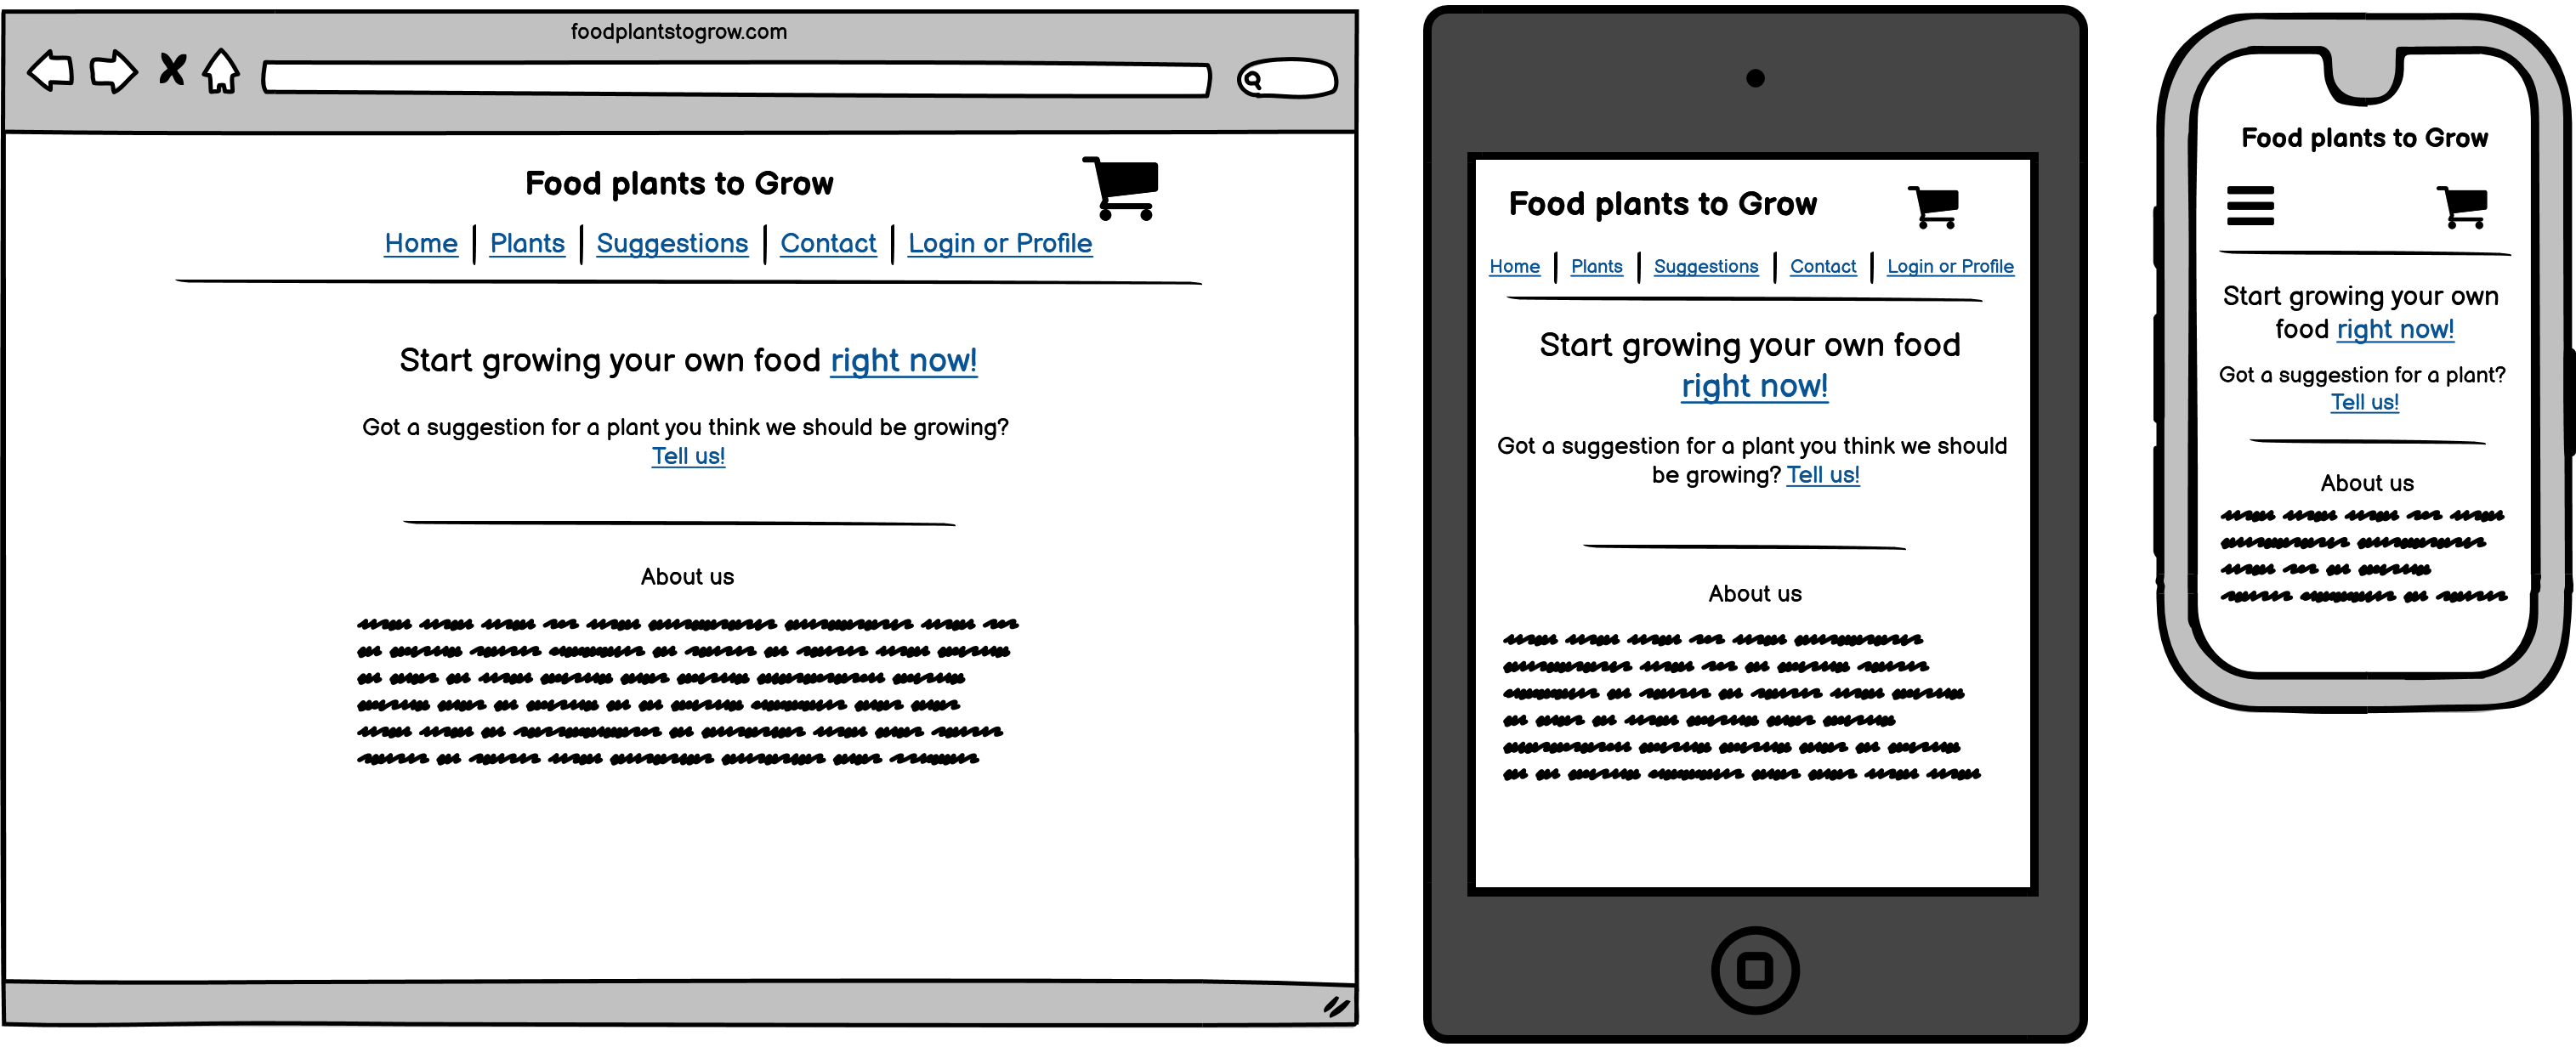 foodplantstogrow.com
Food plants to Grow
Home | Plants | Suggestions | Contact | Login or Profile
Start growing your own food right now!
Got a suggestion for a plant you think we should be growing?
Tell us!
About us
Food plants to Grow
Home | Plants | Suggestions | Contact | Login or Profile
Start growing your own food
right now!
Got a suggestion for a plant you think we should
be growing? Tell us!
About us
Food plants to Grow
Start growing your own
food right now!
Got a suggestion for a plant?
Tell us!
About us